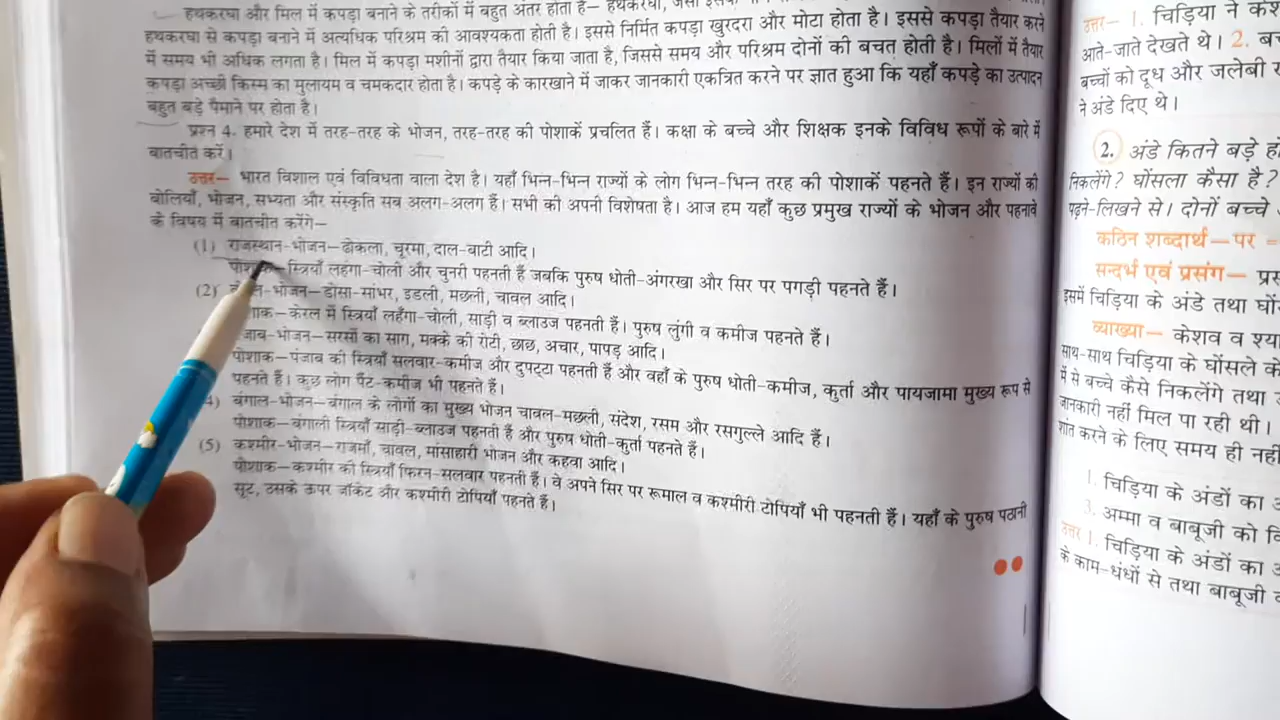 हथकरघा और मिल में कपड़ा बनाने के तरीकों में बहुत अंतर होता है— हथकरघा, जैसा
हथकरघा से कपड़ा बनाने में अत्यधिक परिश्रम की आवश्यकता होती है। इससे निर्मित कपड़ा खुरदरा और मोटा होता है। इससे कपड़ा तैयार करने
में समय भी अधिक लगता है। मिल में कपड़ा मशीनों द्वारा तैयार किया जाता है, जिससे समय और परिश्रम दोनों की बचत होती है। मिलों में तैयार
कपड़ा अच्छी किस्म का मुलायम व चमकदार होता है। कपड़े के कारखाने में जाकर जानकारी एकत्रित करने पर ज्ञात हुआ कि यहाँ कपड़े का उत्पादन
बहुत बड़े पैमाने पर होता है।
प्रश्न 4. हमारे देश में तरह-तरह के भोजन, तरह-तरह की पोशाकें प्रचलित हैं। कक्षा के बच्चे और शिक्षक इनके विविध रूपों के बारे में
बातचीत करें।
उत्तर— भारत विशाल एवं विविधता वाला देश है। यहाँ भिन्न-भिन्न राज्यों के लोग भिन्न-भिन्न तरह की पोशाकें पहनते हैं। इन राज्यों की
बोलियाँ, भोजन, सभ्यता और संस्कृति सब अलग-अलग हैं। सभी की अपनी विशेषता है। आज हम यहाँ कुछ प्रमुख राज्यों के भोजन और पहनावे
के विषय में बातचीत करेंगे—
(1) राजस्थान-भोजन—ढोकला, चूरमा, दाल-बाटी आदि।
पोशाक—स्त्रियाँ लहंगा-चोली और चुनरी पहनती हैं जबकि पुरुष धोती-अंगरखा और सिर पर पगड़ी पहनते हैं।
(2) -भोजन—डोसा-सांभर, इडली, मछली, चावल आदि।
शाक—केरल में स्त्रियाँ लहँगा-चोली, साड़ी व ब्लाउज पहनती हैं। पुरुष लुंगी व कमीज पहनते हैं।
जाब-भोजन—सरसों का साग, मक्के की रोटी, छाछ, अचार, पापड़ आदि।
पोशाक—पंजाब की स्त्रियाँ सलवार-कमीज और दुपट्टा पहनती हैं और वहाँ के पुरुष धोती-कमीज, कुर्ता और पायजामा मुख्य रूप से
पहनते हैं। कुछ लोग पैंट-कमीज भी पहनते हैं।
4) बंगाल-भोजन—बंगाल के लोगों का मुख्य भोजन चावल-मछली, संदेश, रसम और रसगुल्ले आदि हैं।
पोशाक—बंगाली स्त्रियाँ साड़ी-ब्लाउज पहनती हैं और पुरुष धोती-कुर्ता पहनते हैं।
(5) कश्मीर-भोजन—राजमाँ, चावल, मांसाहारी भोजन और कहवा आदि।
पोशाक—कश्मीर की स्त्रियाँ फिरन-सलवार पहनती हैं। वे अपने सिर पर रूमाल व कश्मीरी टोपियाँ भी पहनती हैं। यहाँ के पुरुष पठानी
सूट, उसके ऊपर जॉकेट और कश्मीरी टोपियाँ पहनते हैं।
उत्तर— 1. चिड़िया ने
आते-जाते देखते थे। 2.
बच्चों को दूध और जलेबी
ने अंडे दिए थे।
2. अंडे कितने बड़े
निकलेंगे? घोंसला कैसा है?
पढ़ने-लिखने से। दोनों बच्चे
कठिन शब्दार्थ—पर =
सन्दर्भ एवं प्रसंग—
इसमें चिड़िया के अंडे तथा
व्याख्या— केशव व
साथ-साथ चिड़िया के घोंसले
में से बच्चे कैसे निकलेंगे तथा
जानकारी नहीं मिल पा रही थी।
शांत करने के लिए समय ही नहीं
1. चिड़िया के अंडों का
3. अम्मा व बाबूजी को
उत्तर 1. चिड़िया के अंडों का
के काम-धंधों से तथा बाबूजी